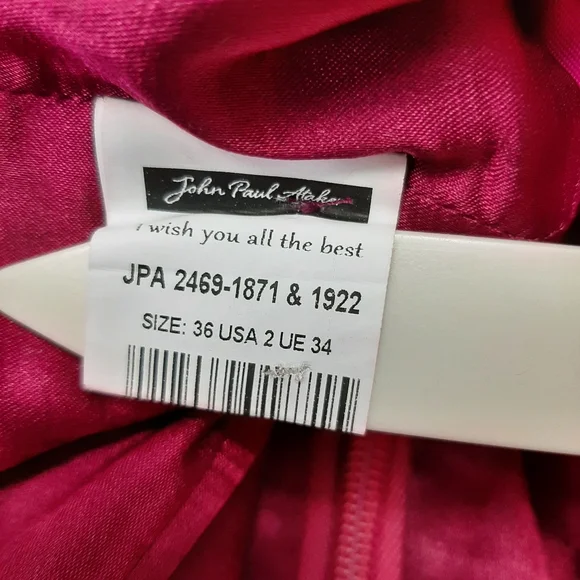 John Paul Ataker
I wish you all the best
JPA 2469-1871 & 1922
SIZE: 36 USA 2 UE 34